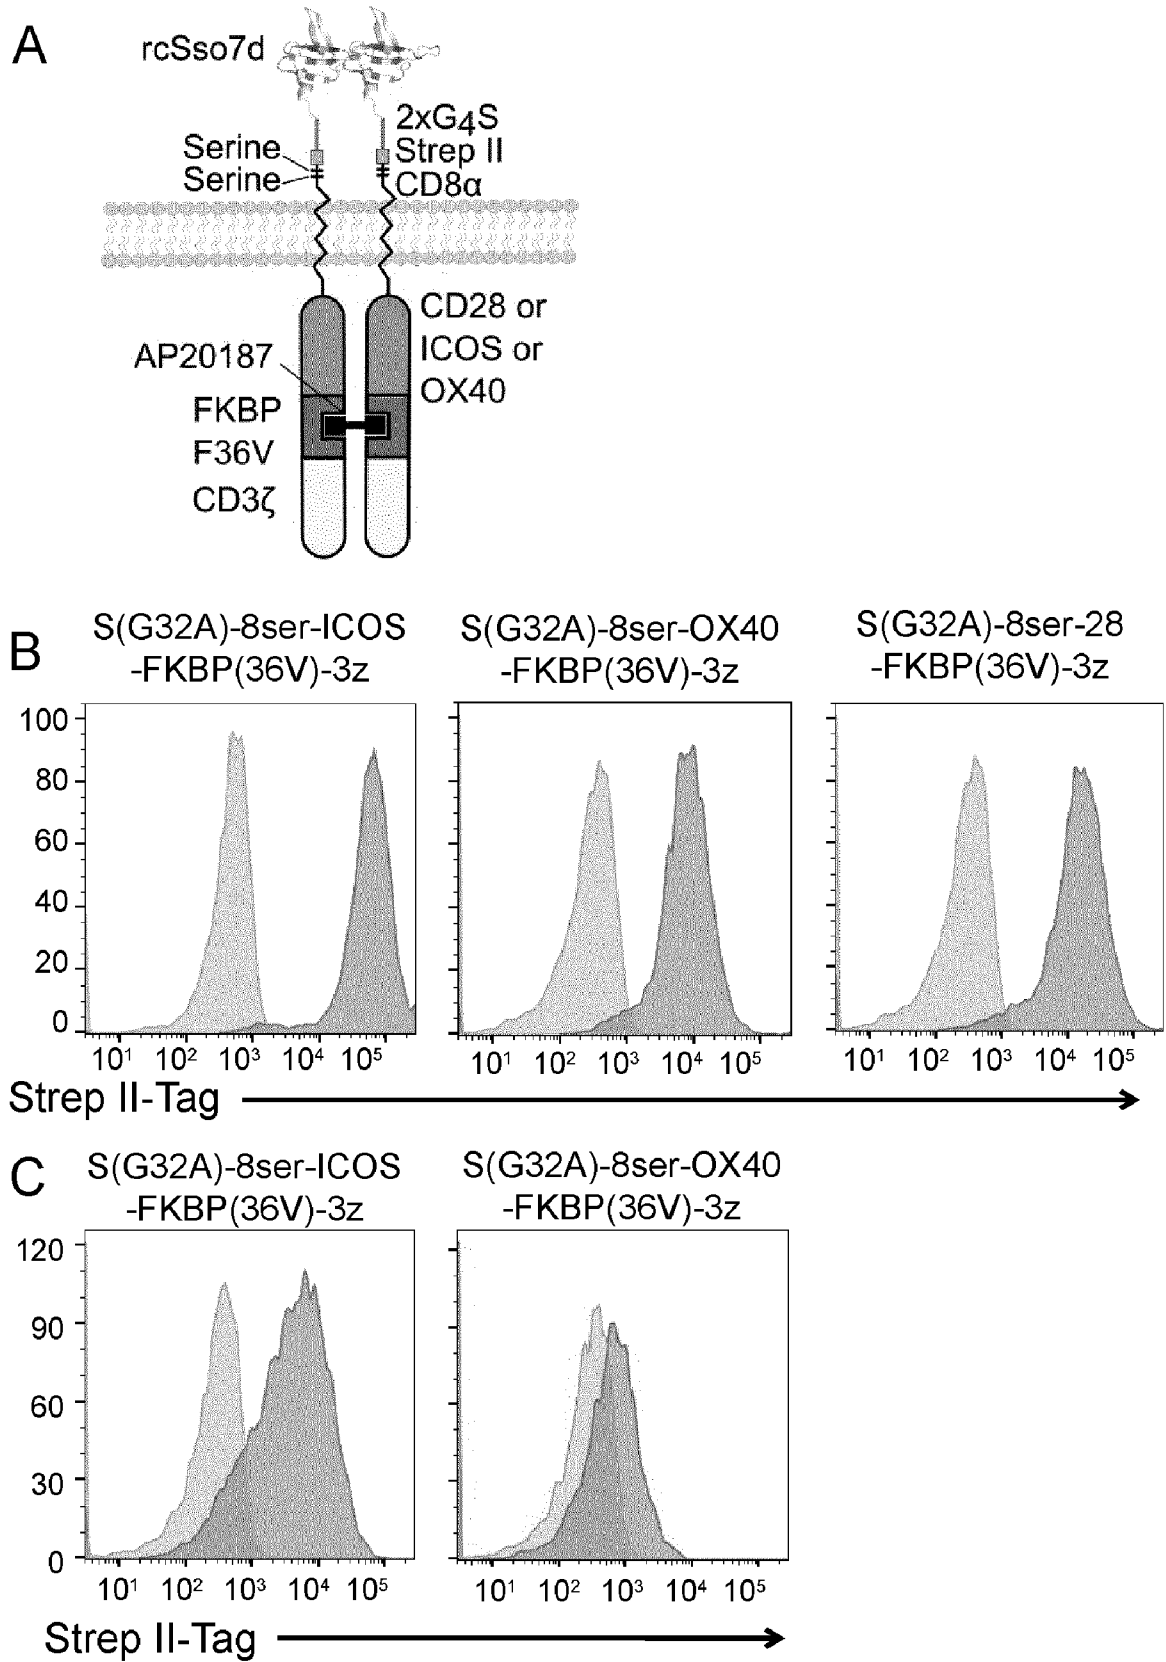 A
rcSso7d
2xG₄S
Serine
Strep II
Serine
CD8α
CD28 or
ICOS or
OX40
AP20187
FKBP
F36V
CD3ζ
B
S(G32A)-8ser-ICOS
-FKBP(36V)-3z
S(G32A)-8ser-OX40
-FKBP(36V)-3z
S(G32A)-8ser-28
-FKBP(36V)-3z
100
80
60
40
20
0
10¹ 10² 10³ 10⁴ 10⁵
10¹ 10² 10³ 10⁴ 10⁵
10¹ 10² 10³ 10⁴ 10⁵
Strep II-Tag
C
S(G32A)-8ser-ICOS
-FKBP(36V)-3z
S(G32A)-8ser-OX40
-FKBP(36V)-3z
120
90
60
30
0
10¹ 10² 10³ 10⁴ 10⁵
10¹ 10² 10³ 10⁴ 10⁵
Strep II-Tag